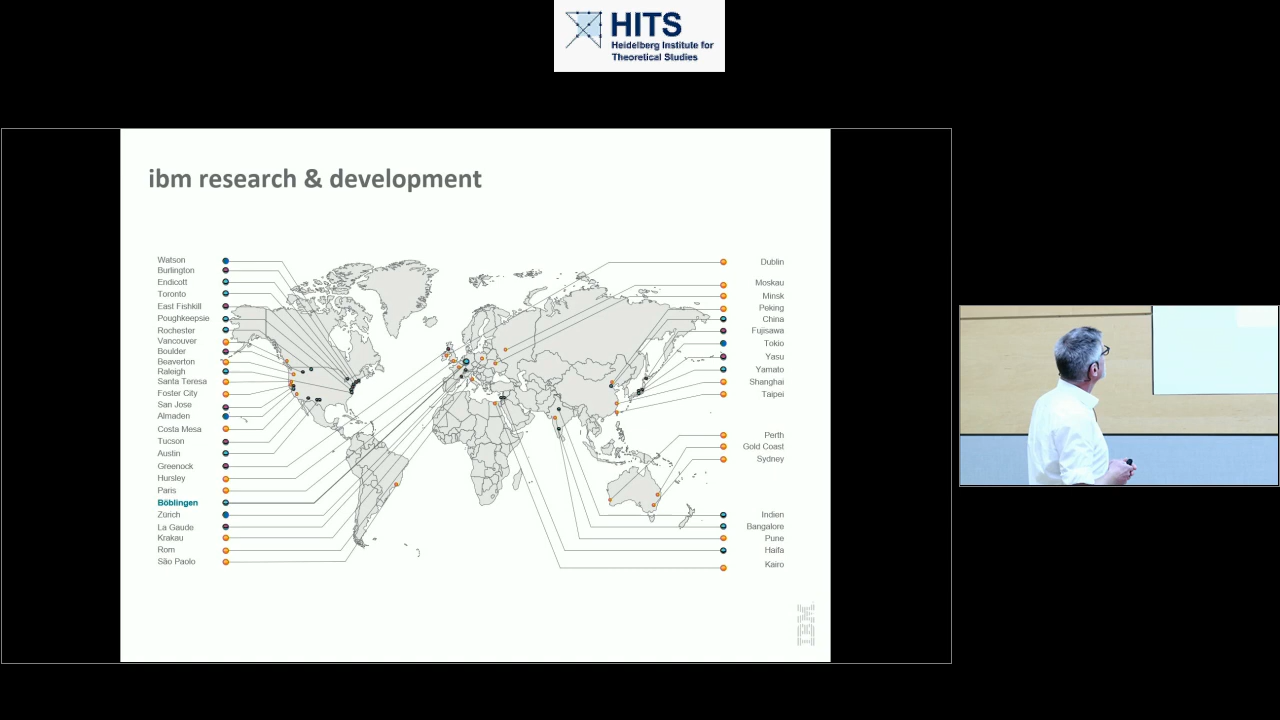 HITS
Heidelberg Institute for
Theoretical Studies
ibm research & development
Watson
Burlington
Endicott
Toronto
East Fishkill
Poughkeepsie
Rochester
Vancouver
Boulder
Beaverton
Raleigh
Santa Teresa
Foster City
San Jose
Almaden
Costa Mesa
Tucson
Austin
Greenock
Hursley
Paris
Böblingen
Zürich
La Gaude
Krakau
Rom
São Paolo
Dublin
Moskau
Minsk
Peking
China
Fujisawa
Tokio
Yasu
Yamato
Shanghai
Taipei
Perth
Gold Coast
Sydney
Indien
Bangalore
Pune
Haifa
Kairo
IBM